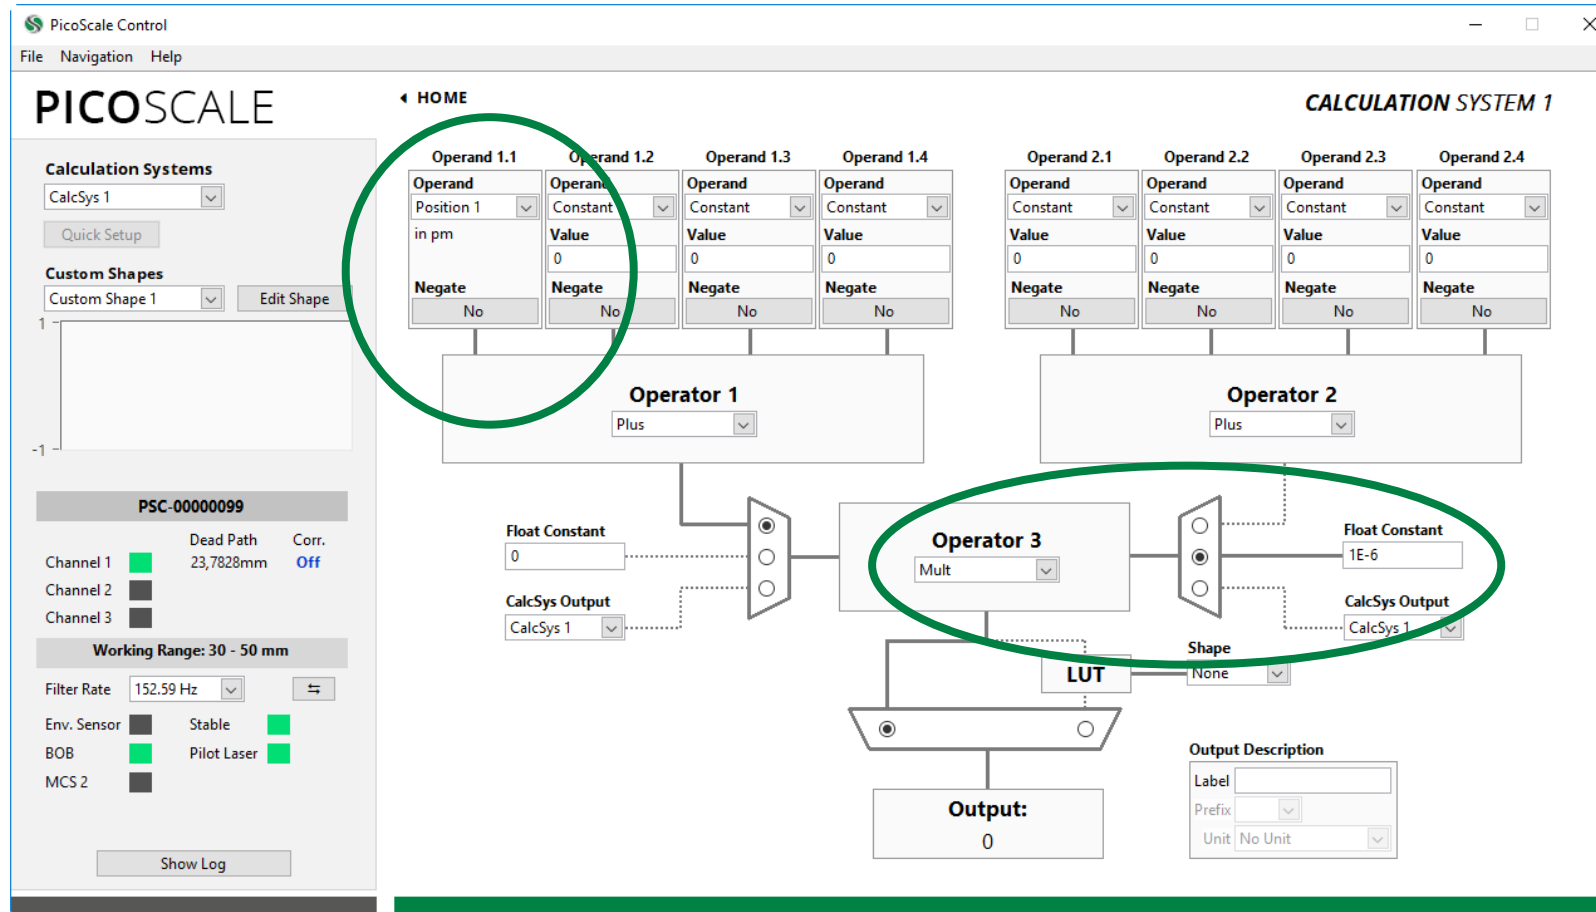 PicoScale Control
File Navigation Help
PICOSCALE
HOME
CALCULATION SYSTEM 1
Calculation Systems
CalcSys 1
Quick Setup
Custom Shapes
Custom Shape 1 Edit Shape
1
-1
PSC-00000099
Dead Path Corr.
Channel 1 23,7828mm Off
Channel 2
Channel 3
Working Range: 30 - 50 mm
Filter Rate 152.59 Hz
Env. Sensor Stable
BOB Pilot Laser
MCS 2
Show Log
Operand 1.1 Operand 1.2 Operand 1.3 Operand 1.4 Operand 2.1 Operand 2.2 Operand 2.3 Operand 2.4
Operand Operand Operand Operand Operand Operand Operand Operand
Position 1 Constant Constant Constant Constant Constant Constant Constant
in pm Value Value Value Value Value Value Value
0 0 0 0 0 0 0
Negate Negate Negate Negate Negate Negate Negate Negate
No No No No No No No No
Operator 1 Operator 2
Plus Plus
Float Constant Operator 3 Float Constant
0 Mult 1E-6
CalcSys Output CalcSys Output
CalcSys 1 CalcSys 1
Shape
LUT None
Output Description
Label
Output: Prefix
0 Unit No Unit